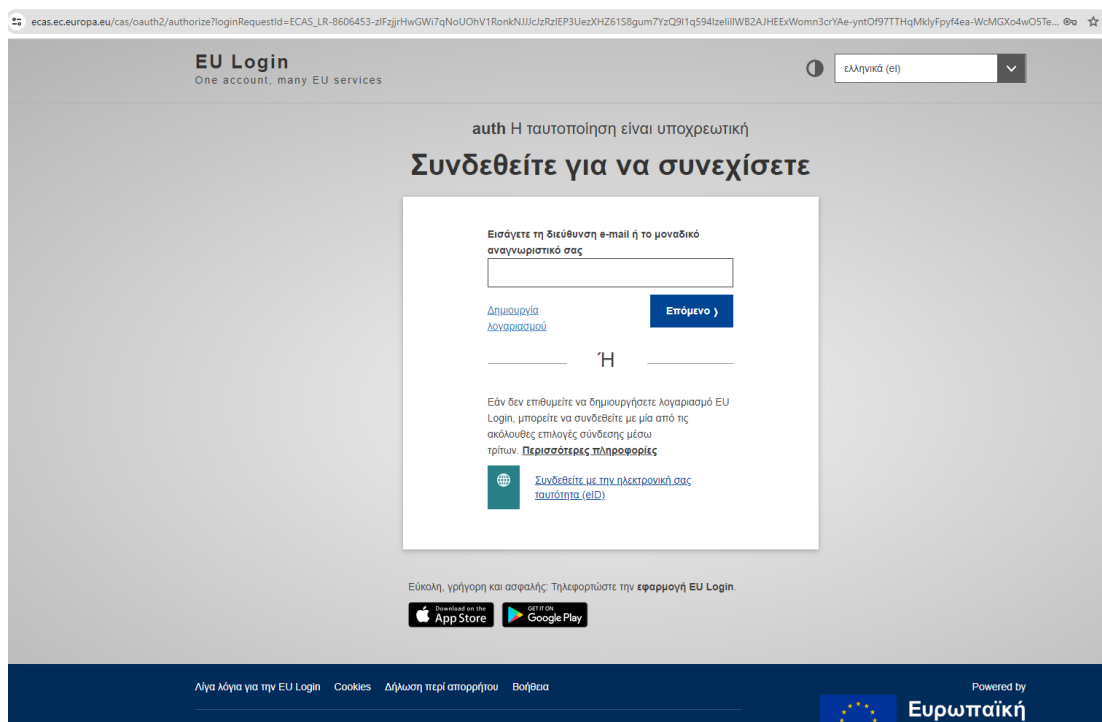 ecas.ec.europa.eu/cas/oauth2/authorize?loginRequestId=ECAS_LR-8606453-zIFzjjrHwGWi7qNoUOhV1RonkNJJJcJzRzIEP3UezXHZ61S8gum7YzQ9I1q594IzeIiIlWB2AJHEExWomn3crYAe-yntOf97TTHqMkIyFpyf4ea-WcMGXo4wO5Te...
EU Login
One account, many EU services
ελληνικά (el)
auth Η ταυτοποίηση είναι υποχρεωτική
Συνδεθείτε για να συνεχίσετε
Εισάγετε τη διεύθυνση e-mail ή το μοναδικό
αναγνωριστικό σας
Δημιουργία
λογαριασμού
Επόμενο ⟩
Ή
Εάν δεν επιθυμείτε να δημιουργήσετε λογαριασμό EU
Login, μπορείτε να συνδεθείτε με μία από τις
ακόλουθες επιλογές σύνδεσης μέσω
τρίτων. Περισσότερες πληροφορίες
Συνδεθείτε με την ηλεκτρονική σας
ταυτότητα (eID)
Εύκολη, γρήγορη και ασφαλής: Τηλεφορτώστε την εφαρμογή EU Login.
Download on the
App Store
GET IT ON
Google Play
Λίγα λόγια για την EU Login Cookies Δήλωση περί απορρήτου Βοήθεια
Powered by
Ευρωπαϊκή